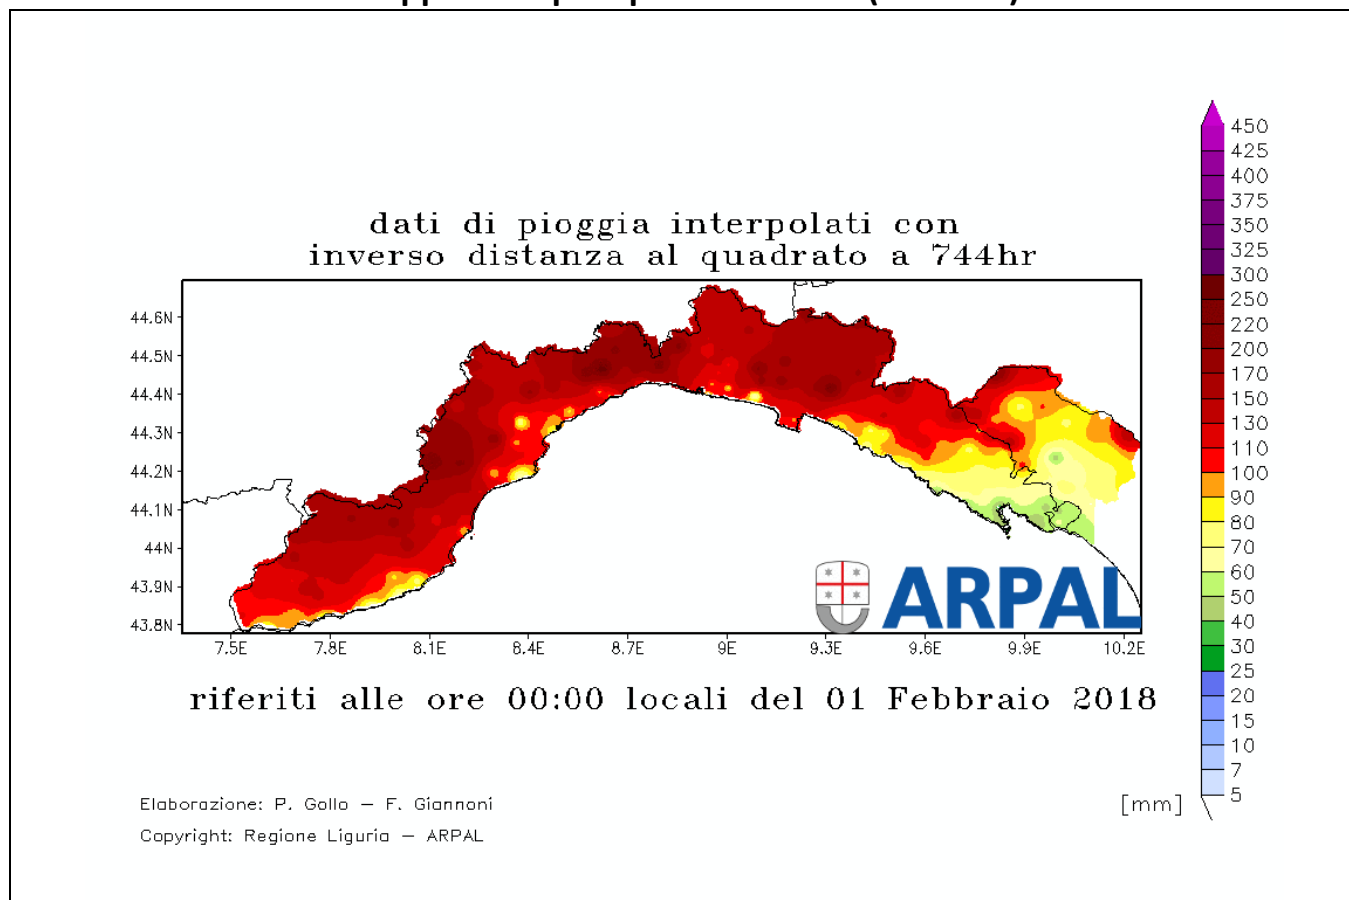 dati di pioggia interpolati con
inverso distanza al quadrato a 744hr
44.6N
44.5N
44.4N
44.3N
44.2N
44.1N
44N
43.9N
43.8N
7.5E 7.8E 8.1E 8.4E 8.7E 9E 9.3E 9.6E 9.9E 10.2E
ARPAL
riferiti alle ore 00:00 locali del 01 Febbraio 2018
450
425
400
375
350
325
300
250
220
200
170
150
130
110
100
90
80
70
60
50
40
30
25
20
15
10
7
5
[mm]
Elaborazione: P. Gollo — F. Giannoni
Copyright: Regione Liguria — ARPAL